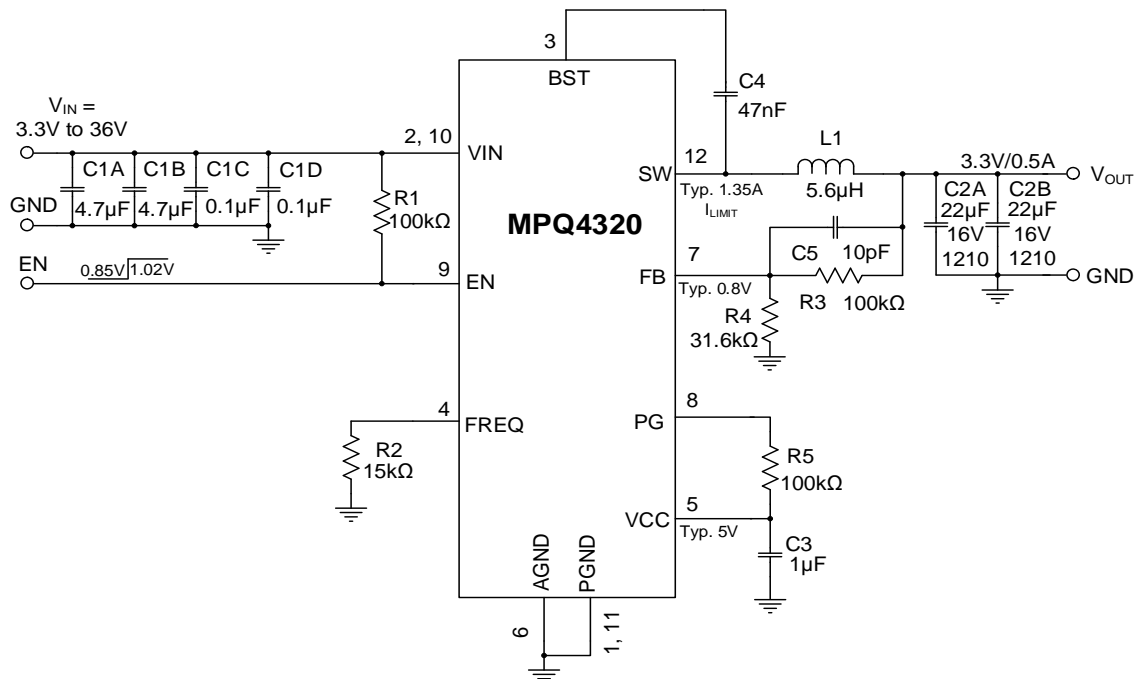 3
BST
C4
47nF
V_IN =
3.3V to 36V
2, 10
VIN
C1A
C1B
C1C
C1D
4.7µF
4.7µF
0.1µF
0.1µF
GND
R1
100kΩ
EN
0.85V
1.02V
9
EN
MPQ4320
12
SW
Typ. 1.35A
I_LIMIT
L1
5.6µH
3.3V/0.5A
V_OUT
C2A
22µF
16V
1210
C2B
22µF
16V
1210
GND
7
FB
Typ. 0.8V
C5
10pF
R3
100kΩ
R4
31.6kΩ
4
FREQ
R2
15kΩ
8
PG
R5
100kΩ
5
VCC
Typ. 5V
C3
1µF
AGND
PGND
6
1, 11